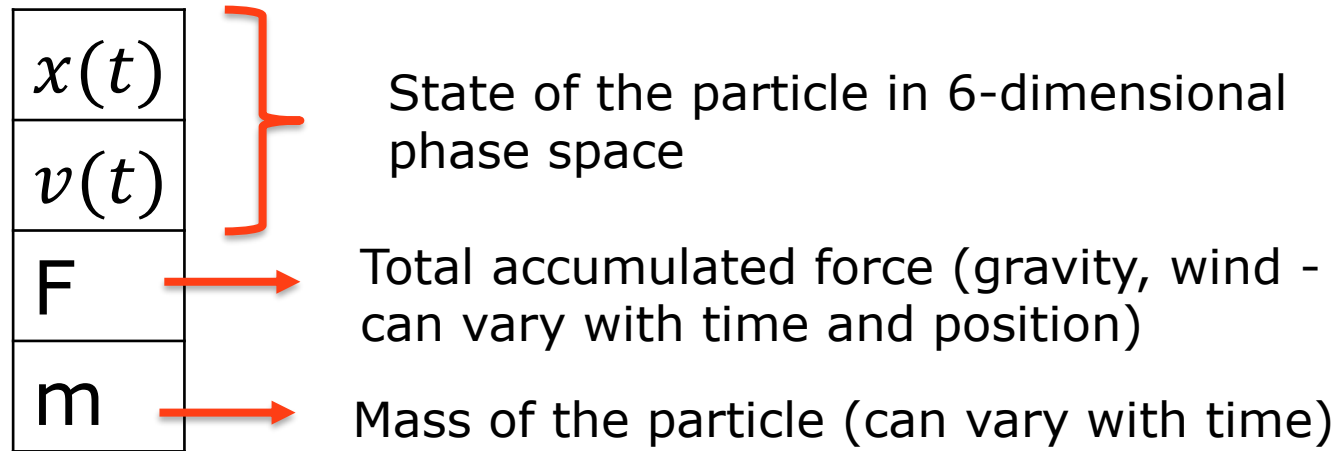 x(t)
State of the particle in 6-dimensional
phase space
v(t)
F
Total accumulated force (gravity, wind -
can vary with time and position)
m
Mass of the particle (can vary with time)